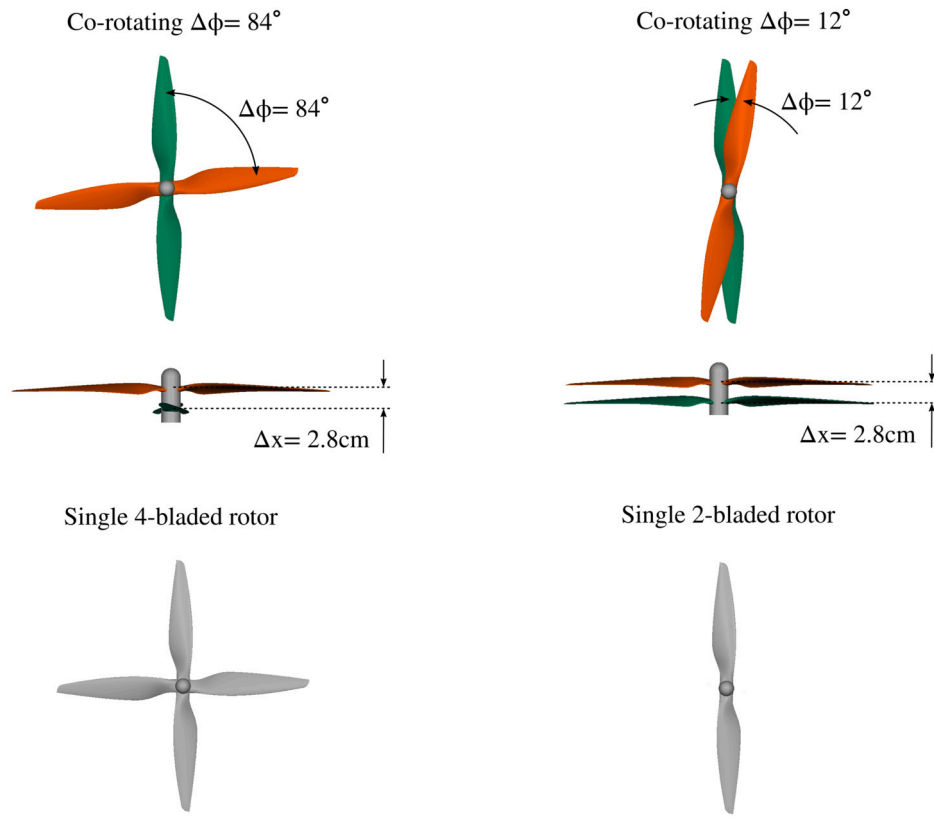 Co-rotating Δϕ= 84°
Co-rotating Δϕ= 12°
Δϕ= 84°
Δϕ= 12°
Δx= 2.8cm
Δx= 2.8cm
Single 4-bladed rotor
Single 2-bladed rotor